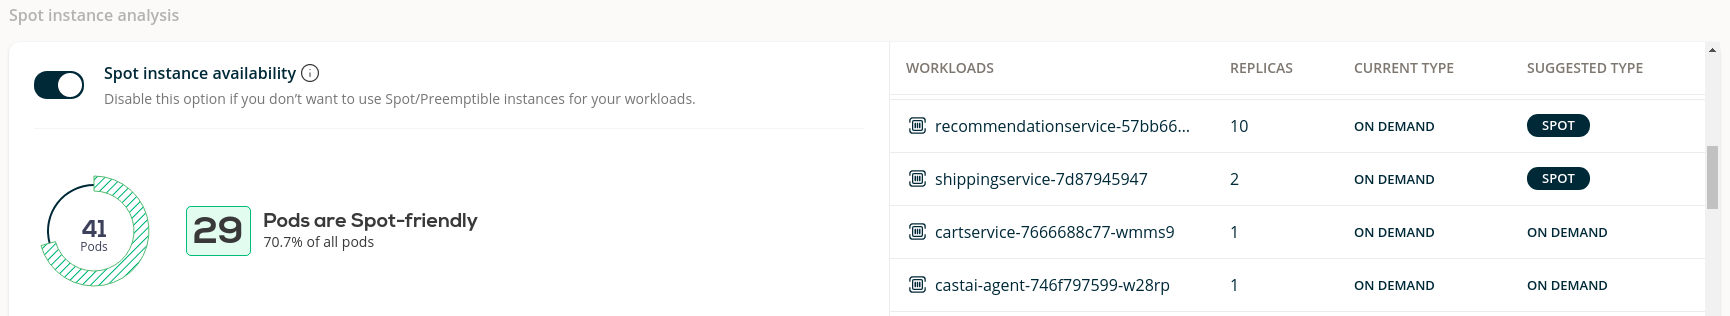 Spot instance analysis
Spot instance availability
Disable this option if you don’t want to use Spot/Preemptible instances for your workloads.
41
Pods
29
Pods are Spot-friendly
70.7% of all pods
WORKLOADS REPLICAS CURRENT TYPE SUGGESTED TYPE
recommendationservice-57bb66... 10 ON DEMAND SPOT
shippingservice-7d87945947 2 ON DEMAND SPOT
cartservice-7666688c77-wmms9 1 ON DEMAND ON DEMAND
castai-agent-746f797599-w28rp 1 ON DEMAND ON DEMAND